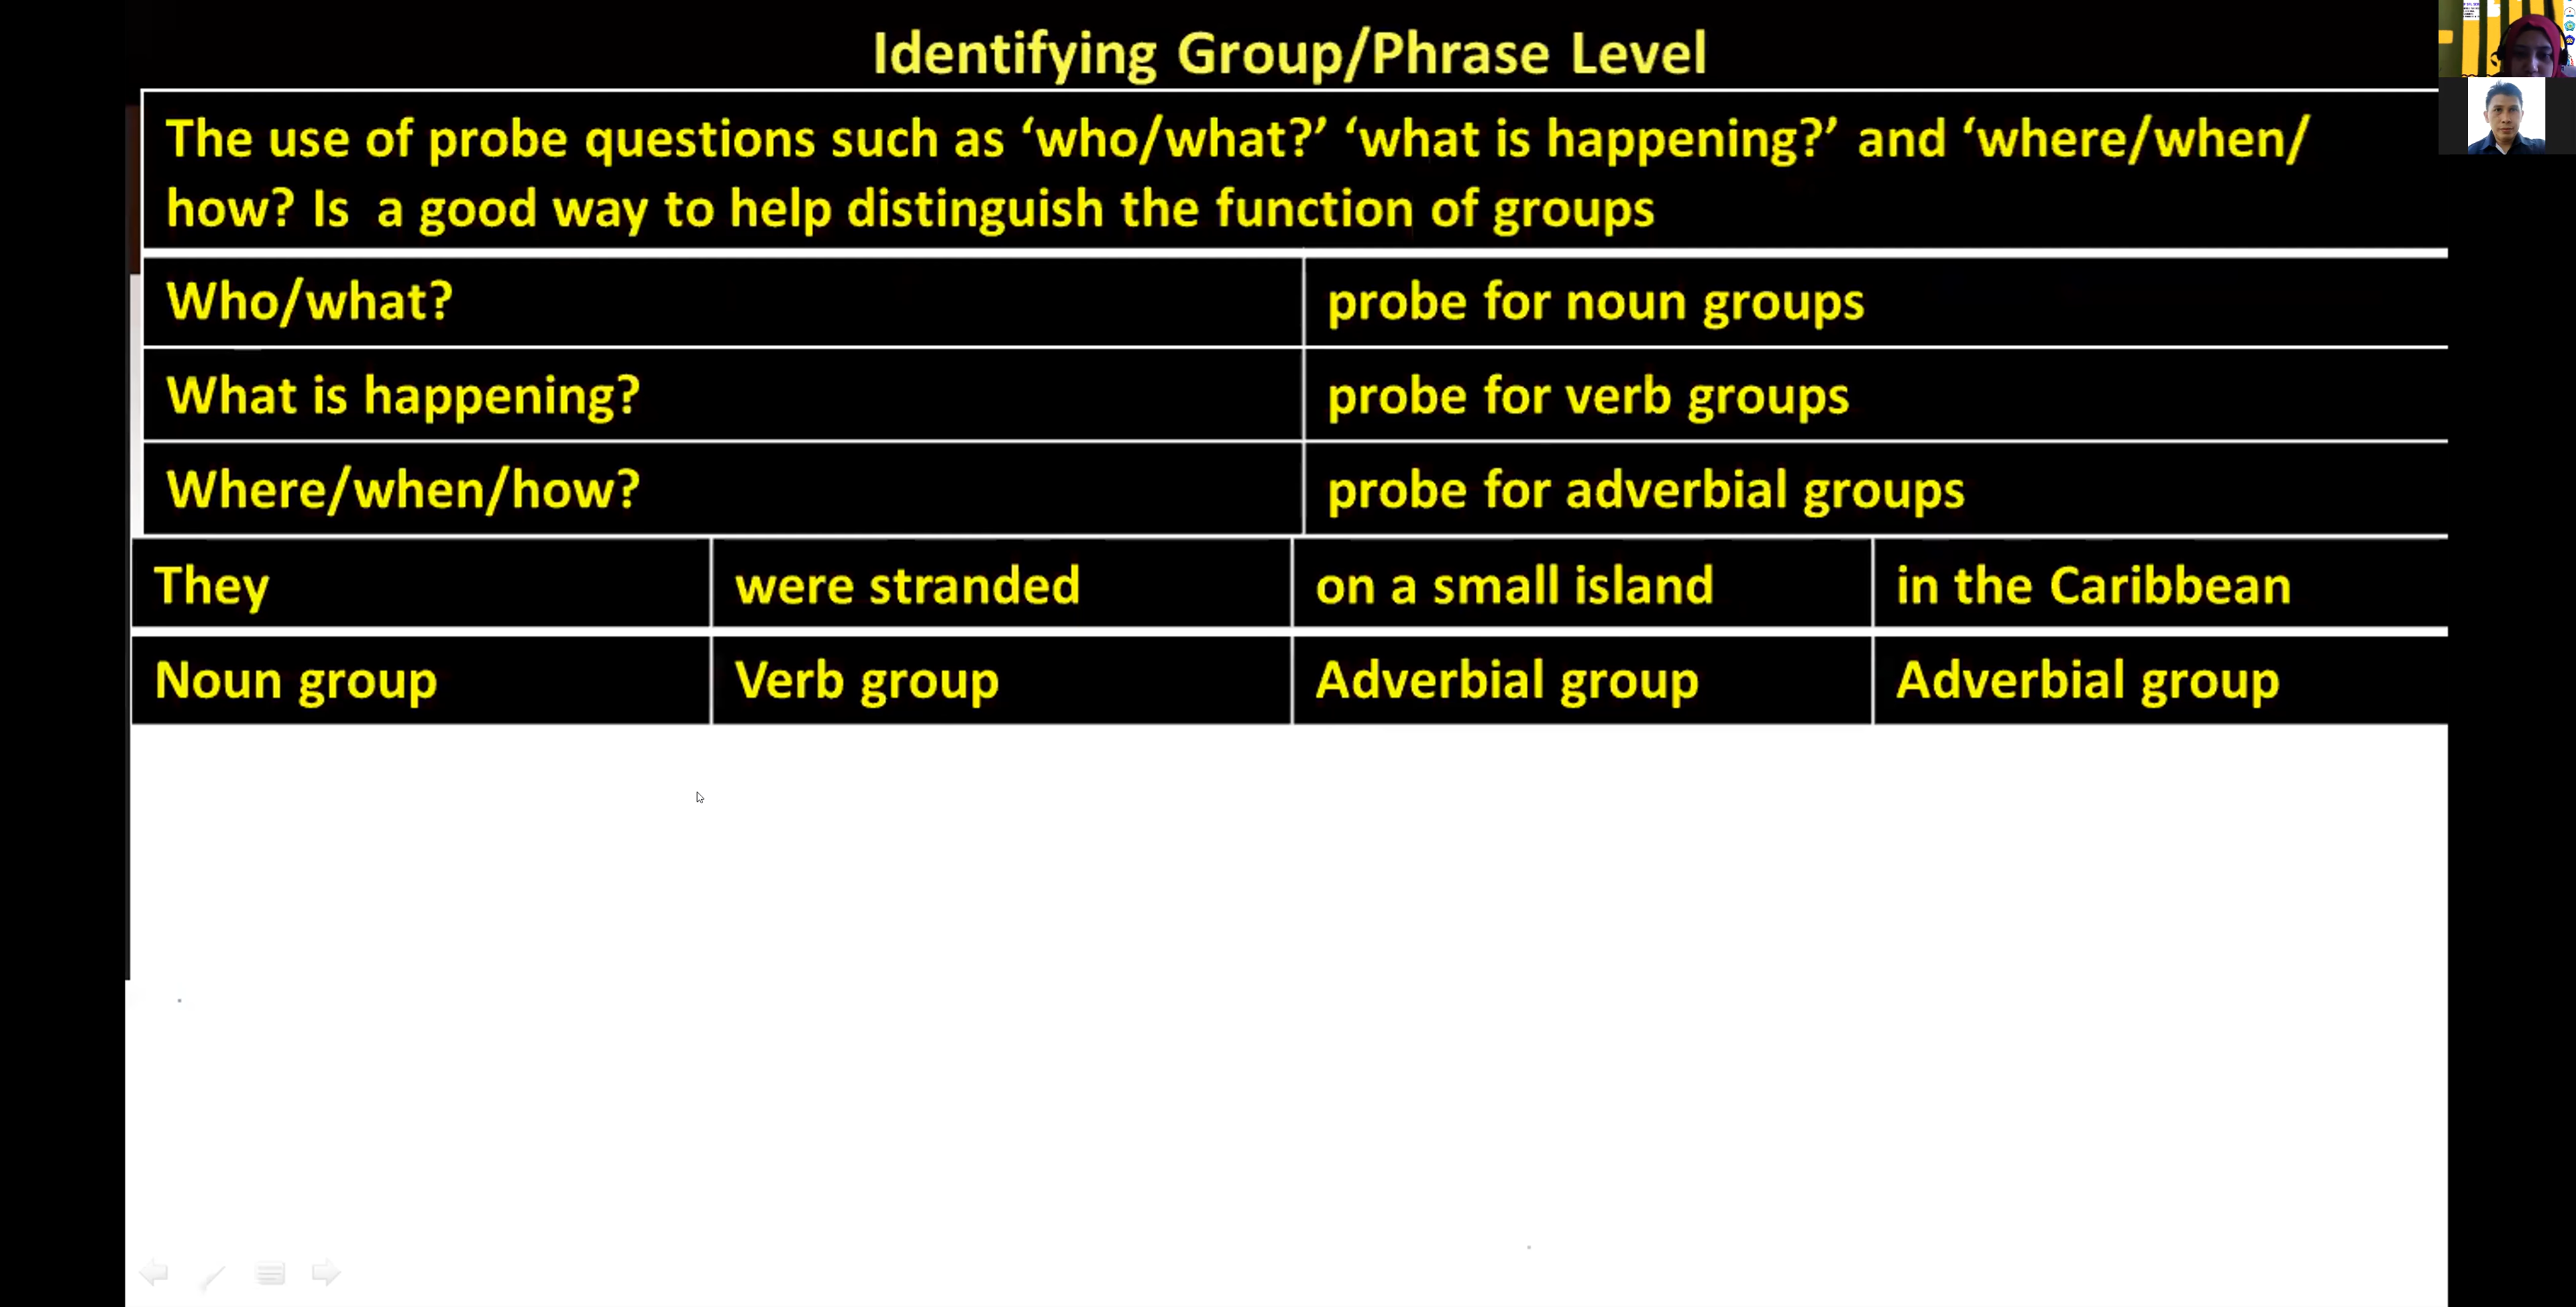 Identifying Group/Phrase Level
The use of probe questions such as ‘who/what?’ ‘what is happening?’ and ‘where/when/
how? Is  a good way to help distinguish the function of groups
Who/what?
probe for noun groups
What is happening?
probe for verb groups
Where/when/how?
probe for adverbial groups
They
were stranded
on a small island
in the Caribbean
Noun group
Verb group
Adverbial group
Adverbial group